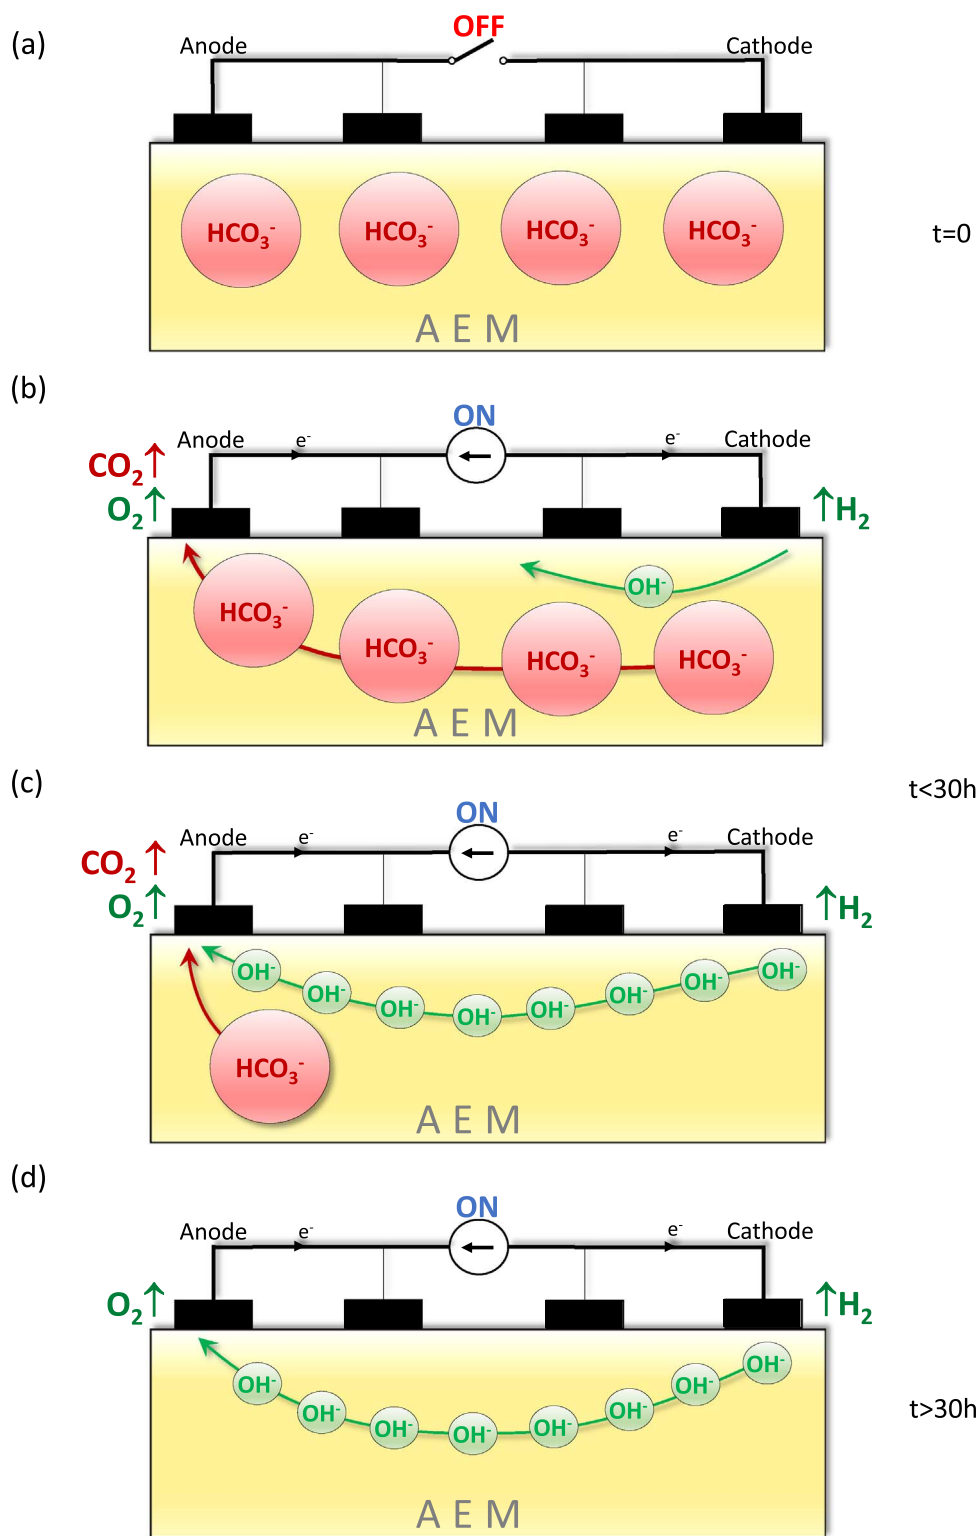 (a)
OFF
Anode
Cathode
HCO₃⁻ HCO₃⁻ HCO₃⁻ HCO₃⁻
t=0
AEM
(b)
ON
Anode e⁻ e⁻ Cathode
CO₂↑
O₂↑ ↑H₂
OH⁻
HCO₃⁻ HCO₃⁻ HCO₃⁻ HCO₃⁻
AEM
(c)
t<30h
ON
Anode e⁻ e⁻ Cathode
CO₂ ↑
O₂↑ ↑H₂
OH⁻ OH⁻ OH⁻ OH⁻ OH⁻ OH⁻ OH⁻ OH⁻
HCO₃⁻
AEM
(d)
ON
Anode e⁻ e⁻ Cathode
O₂↑ ↑H₂
OH⁻ OH⁻ OH⁻ OH⁻ OH⁻ OH⁻ OH⁻ OH⁻
t>30h
AEM